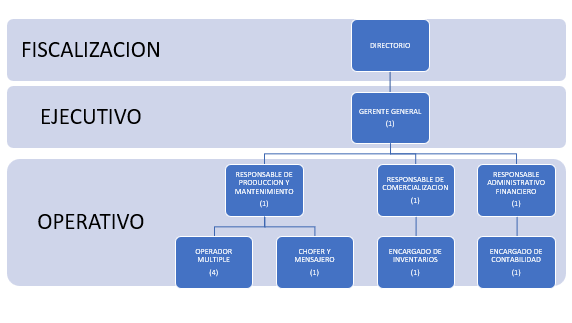 FISCALIZACION
DIRECTORIO
EJECUTIVO
GERENTE GENERAL
(1)
OPERATIVO
RESPONSABLE DE
PRODUCCION Y
MANTENIMIENTO
(1)
RESPONSABLE DE
COMERCIALIZACION
(1)
RESPONSABLE
ADMINISTRATIVO
FINANCIERO
(1)
OPERADOR
MULTIPLE
(4)
CHOFER Y
MENSAJERO
(1)
ENCARGADO DE
INVENTARIOS
(1)
ENCARGADO DE
CONTABILIDAD
(1)